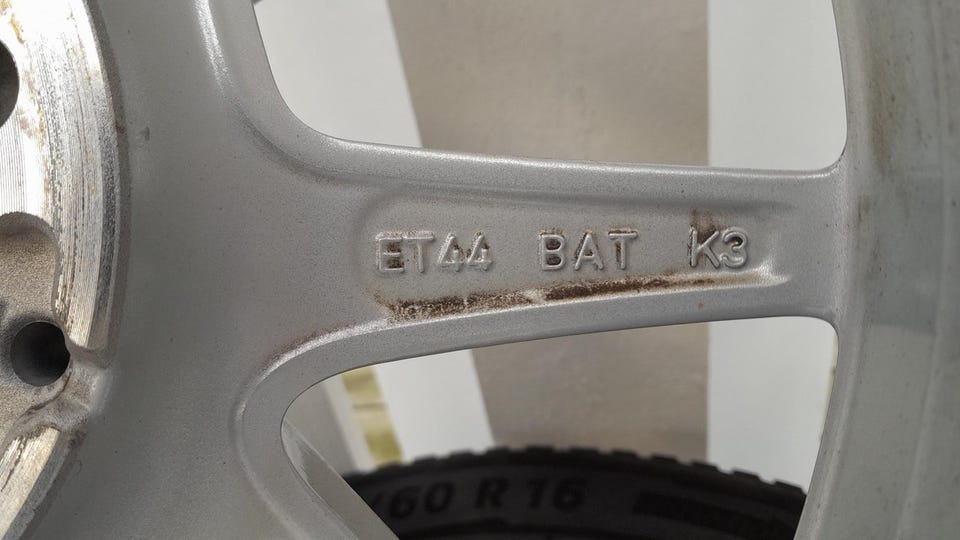 ET44 BAT K3
/60 R 16